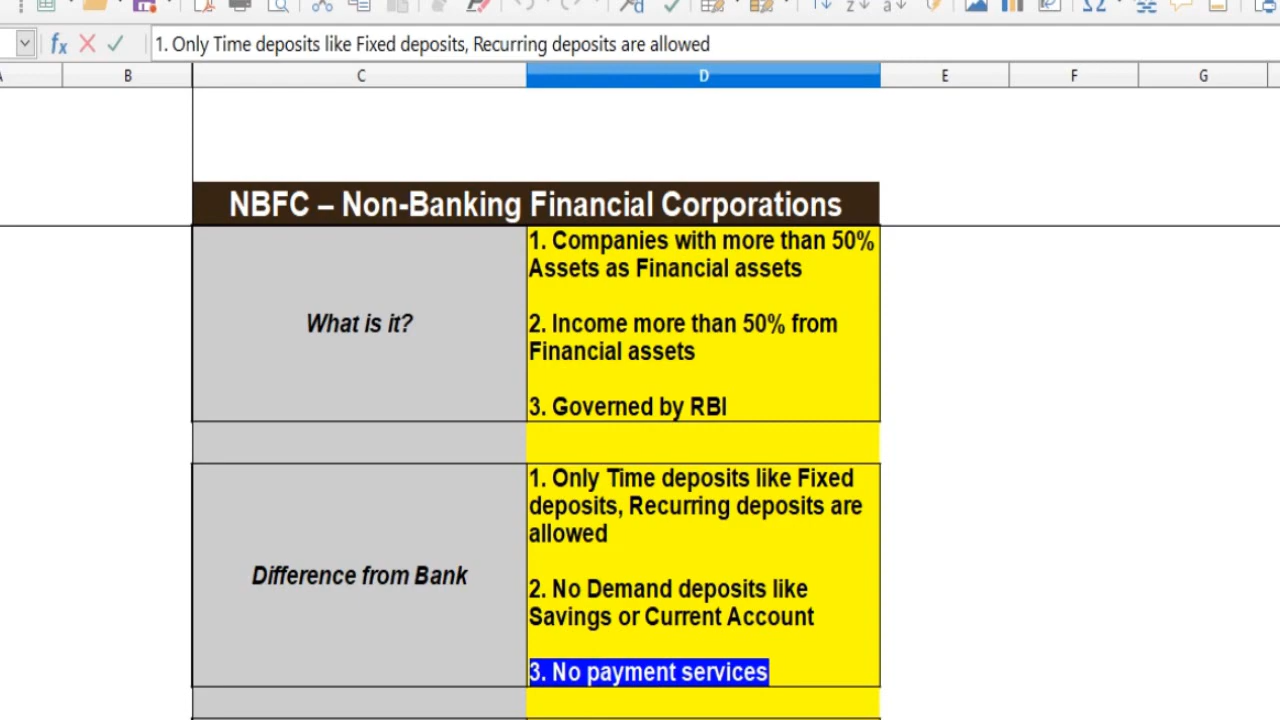 1. Only Time deposits like Fixed deposits, Recurring deposits are allowed
B C D E F G
NBFC – Non-Banking Financial Corporations
What is it?
1. Companies with more than 50%
Assets as Financial assets
2. Income more than 50% from
Financial assets
3. Governed by RBI
Difference from Bank
1. Only Time deposits like Fixed
deposits, Recurring deposits are
allowed
2. No Demand deposits like
Savings or Current Account
3. No payment services